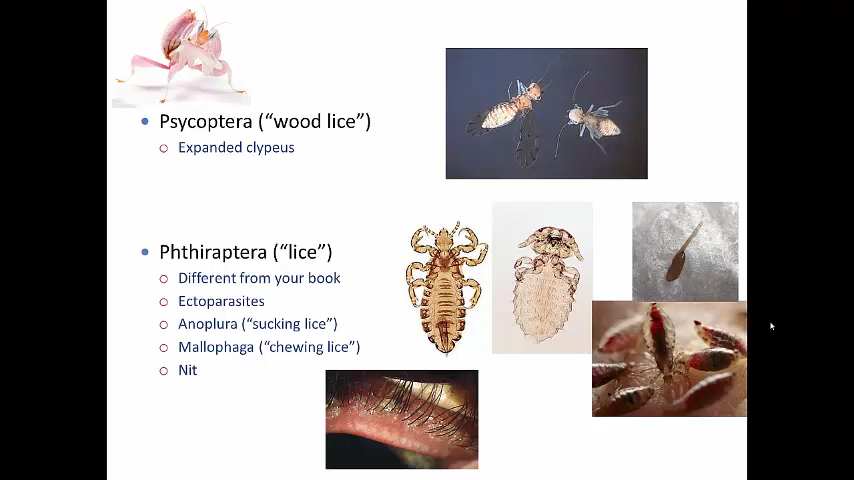 Psycoptera (“wood lice”)
Expanded clypeus
Phthiraptera (“lice”)
Different from your book
Ectoparasites
Anoplura (“sucking lice”)
Mallophaga (“chewing lice”)
Nit